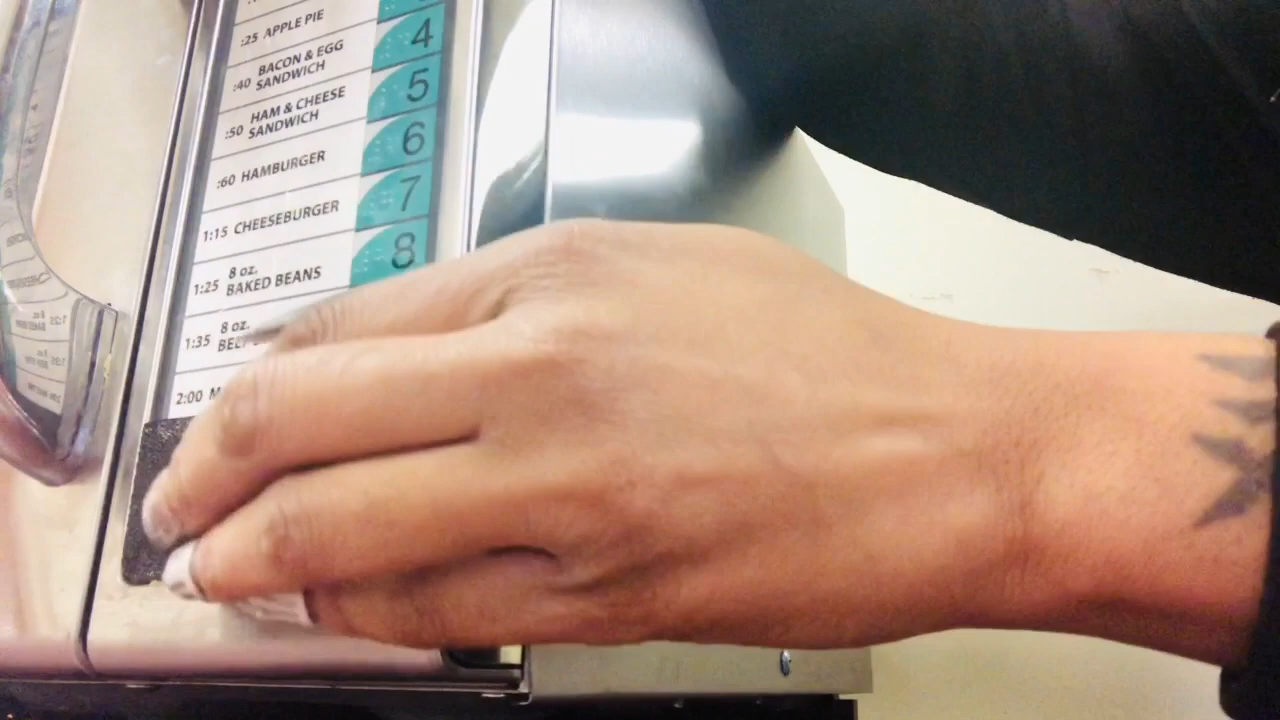 :25 APPLE PIE
4
:40 BACON & EGG
SANDWICH
5
:50 HAM & CHEESE
SANDWICH
6
:60 HAMBURGER
7
1:15 CHEESEBURGER
8
1:25 8 oz.
BAKED BEANS
1:35 8 oz.
2:00